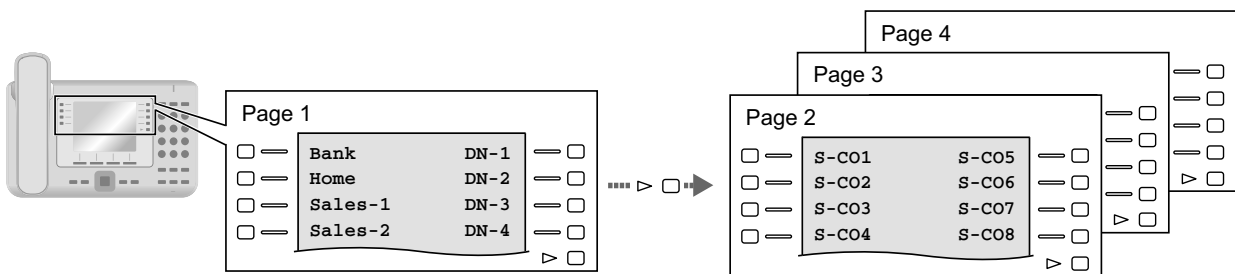 Page 1
Bank DN-1
Home DN-2
Sales-1 DN-3
Sales-2 DN-4
Page 4
Page 3
Page 2
S-CO1 S-CO5
S-CO2 S-CO6
S-CO3 S-CO7
S-CO4 S-CO8